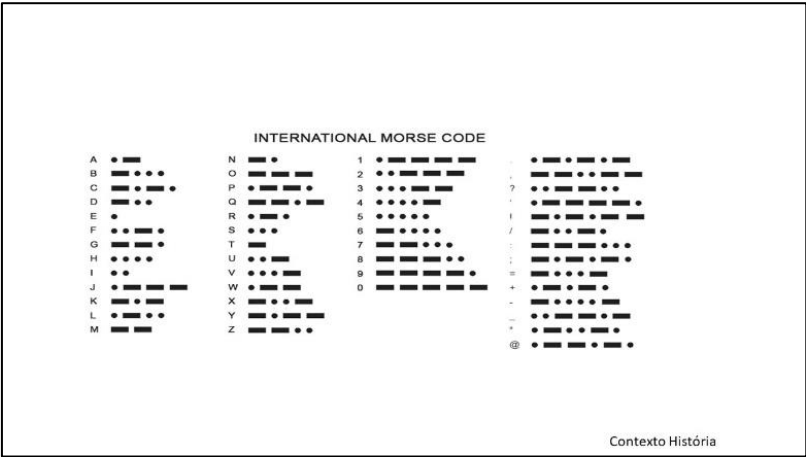 INTERNATIONAL MORSE CODE
A •—
B —•••
C —•—•
D —••
E •
F ••—•
G ——•
H ••••
I ••
J •———
K —•—
L •—••
M ——
N —•
O ———
P •——•
Q ——•—
R •—•
S •••
T —
U ••—
V •••—
W •——
X —••—
Y —•——
Z ——••
1 •————
2 ••———
3 •••——
4 ••••—
5 •••••
6 —••••
7 ——•••
8 ———••
9 ————•
0 —————
. •—•—•—
, ——••——
? ••——••
' •————•
! —•—•——
/ —••—•
: ———•••
; —•—•—•
= —•••—
+ •—•—•
- —••••—
_ ••——•—
" •—••—•
@ •——•—•
Contexto História